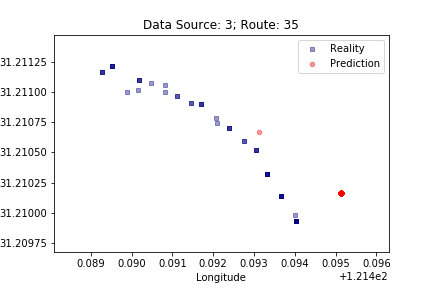 Data Source: 3; Route: 35
Reality
Prediction
31.21125
31.21100
31.21075
31.21050
31.21025
31.21000
31.20975
0.089 0.090 0.091 0.092 0.093 0.094 0.095 0.096
Longitude
+1.214e2